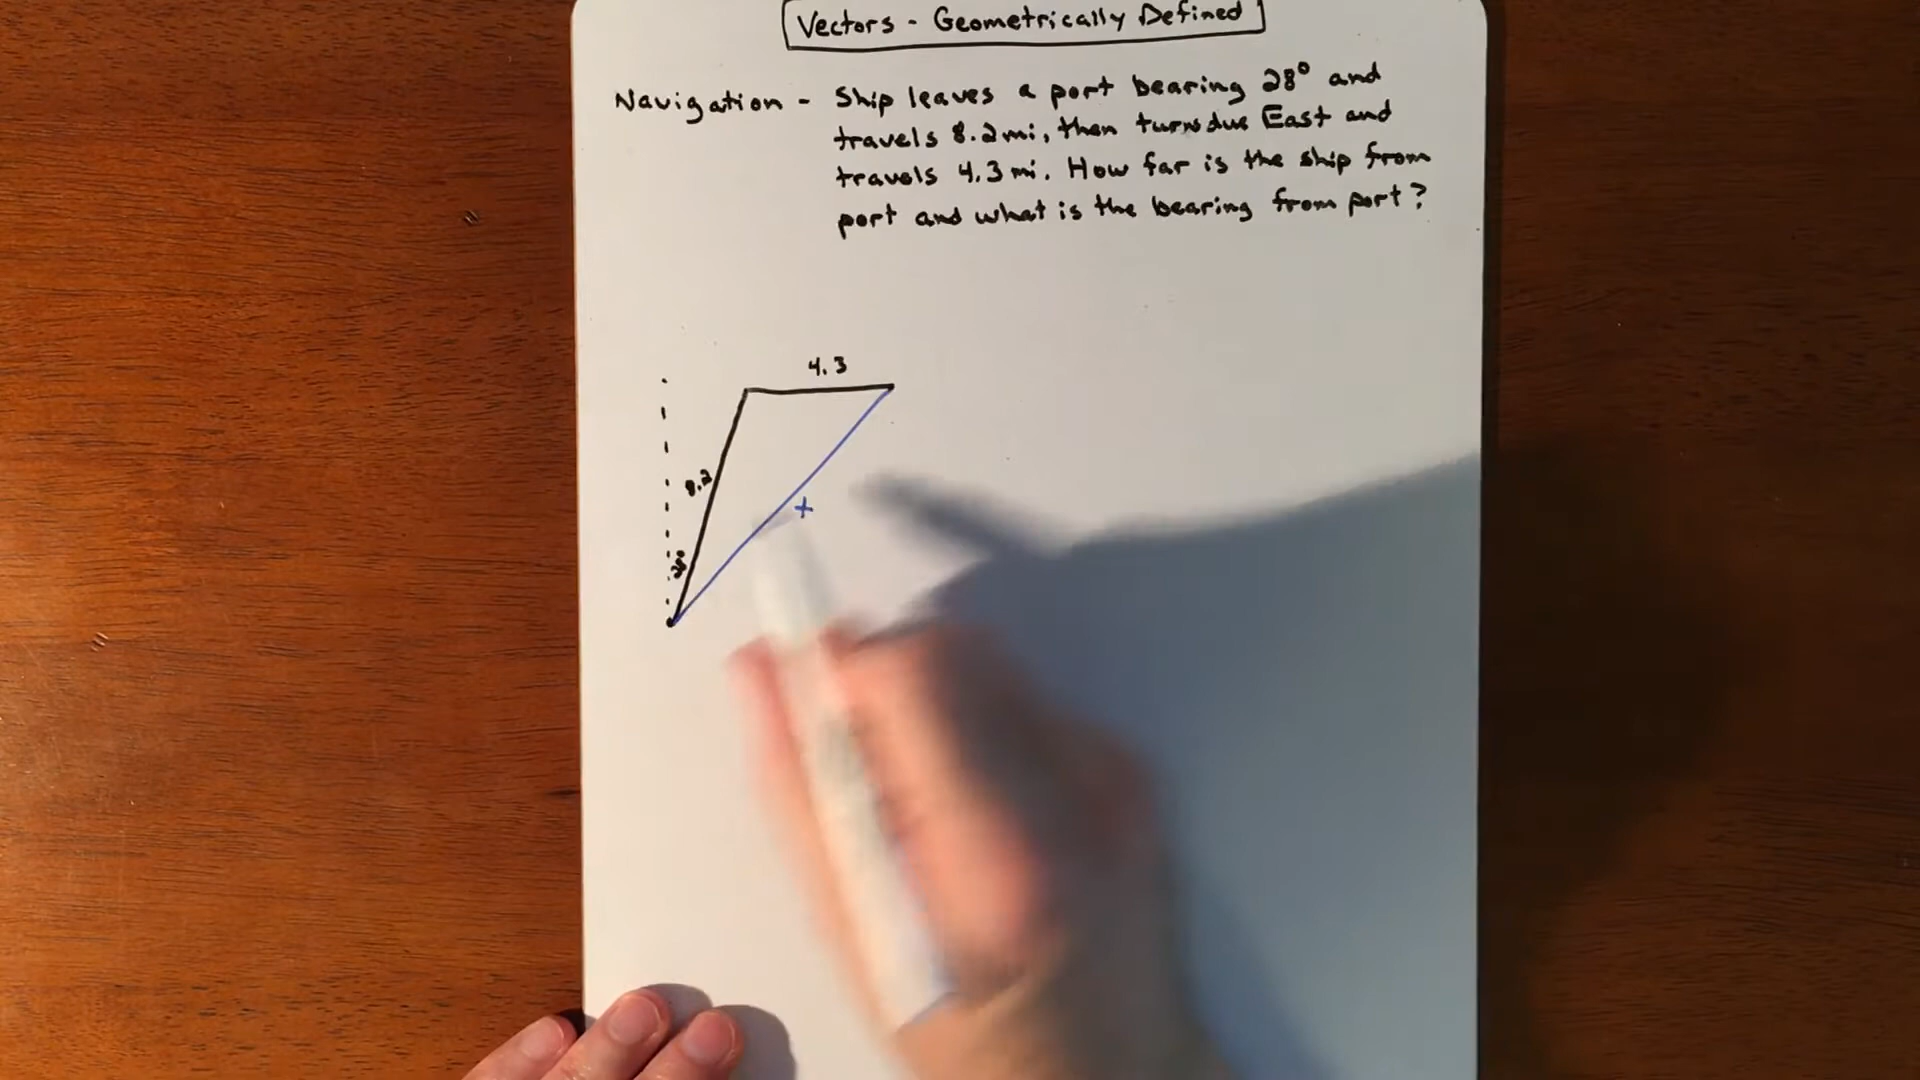 Vectors - Geometrically Defined
Navigation - Ship leaves a port bearing 28° and
travels 8.2mi, then turns due East and
travels 4.3 mi. How far is the ship from
port and what is the bearing from port?
4.3
8.2
x
28°